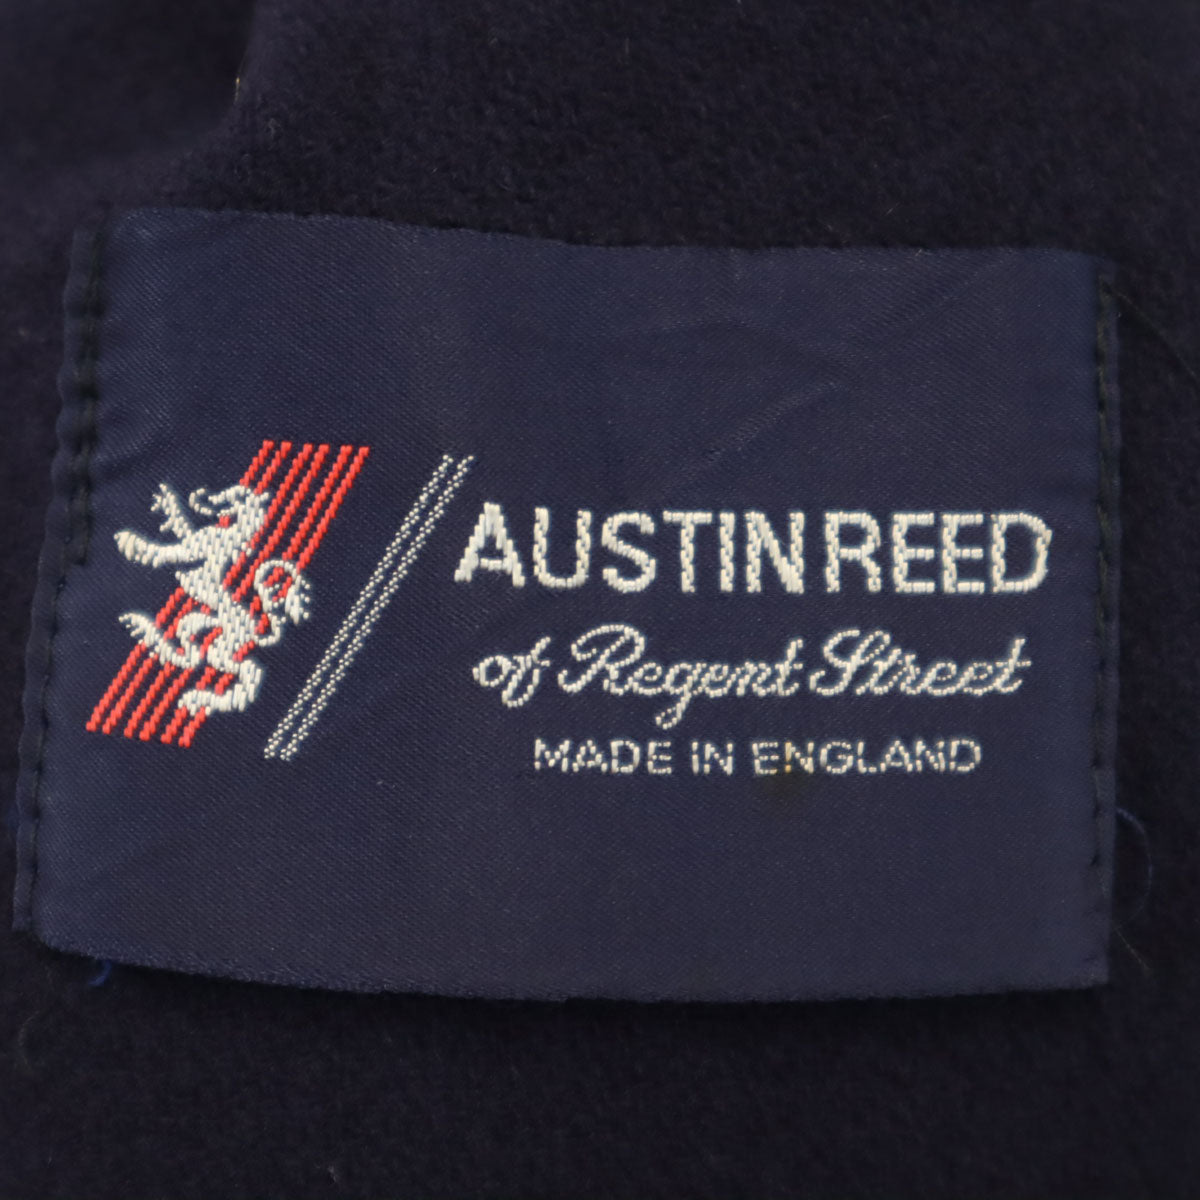 AUSTIN REED
of Regent Street
MADE IN ENGLAND